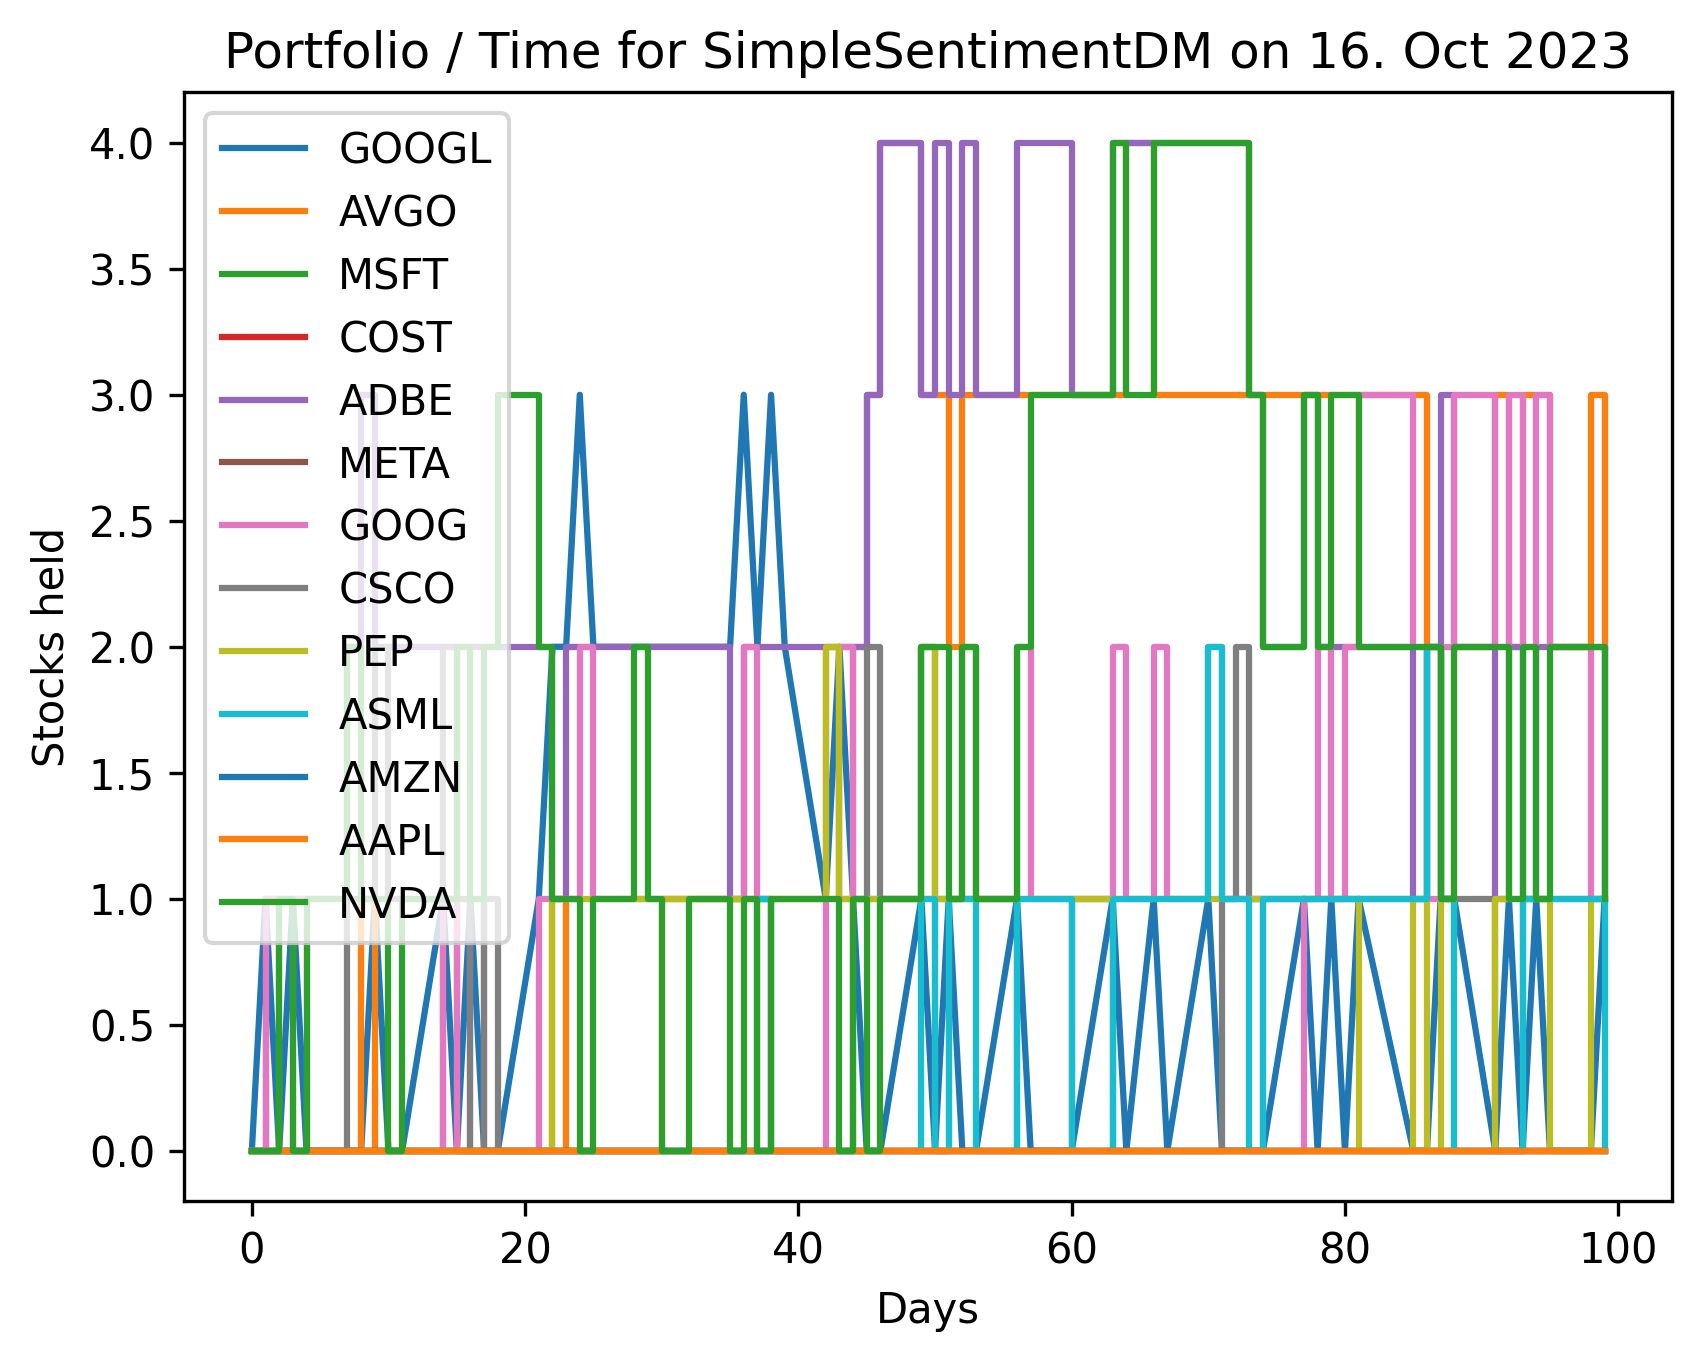 Portfolio / Time for SimpleSentimentDM on 16. Oct 2023
4.0
3.5
3.0
2.5
2.0
1.5
1.0
0.5
0.0
Stocks held
GOOGL
AVGO
MSFT
COST
ADBE
META
GOOG
CSCO
PEP
ASML
AMZN
AAPL
NVDA
0 20 40 60 80 100
Days